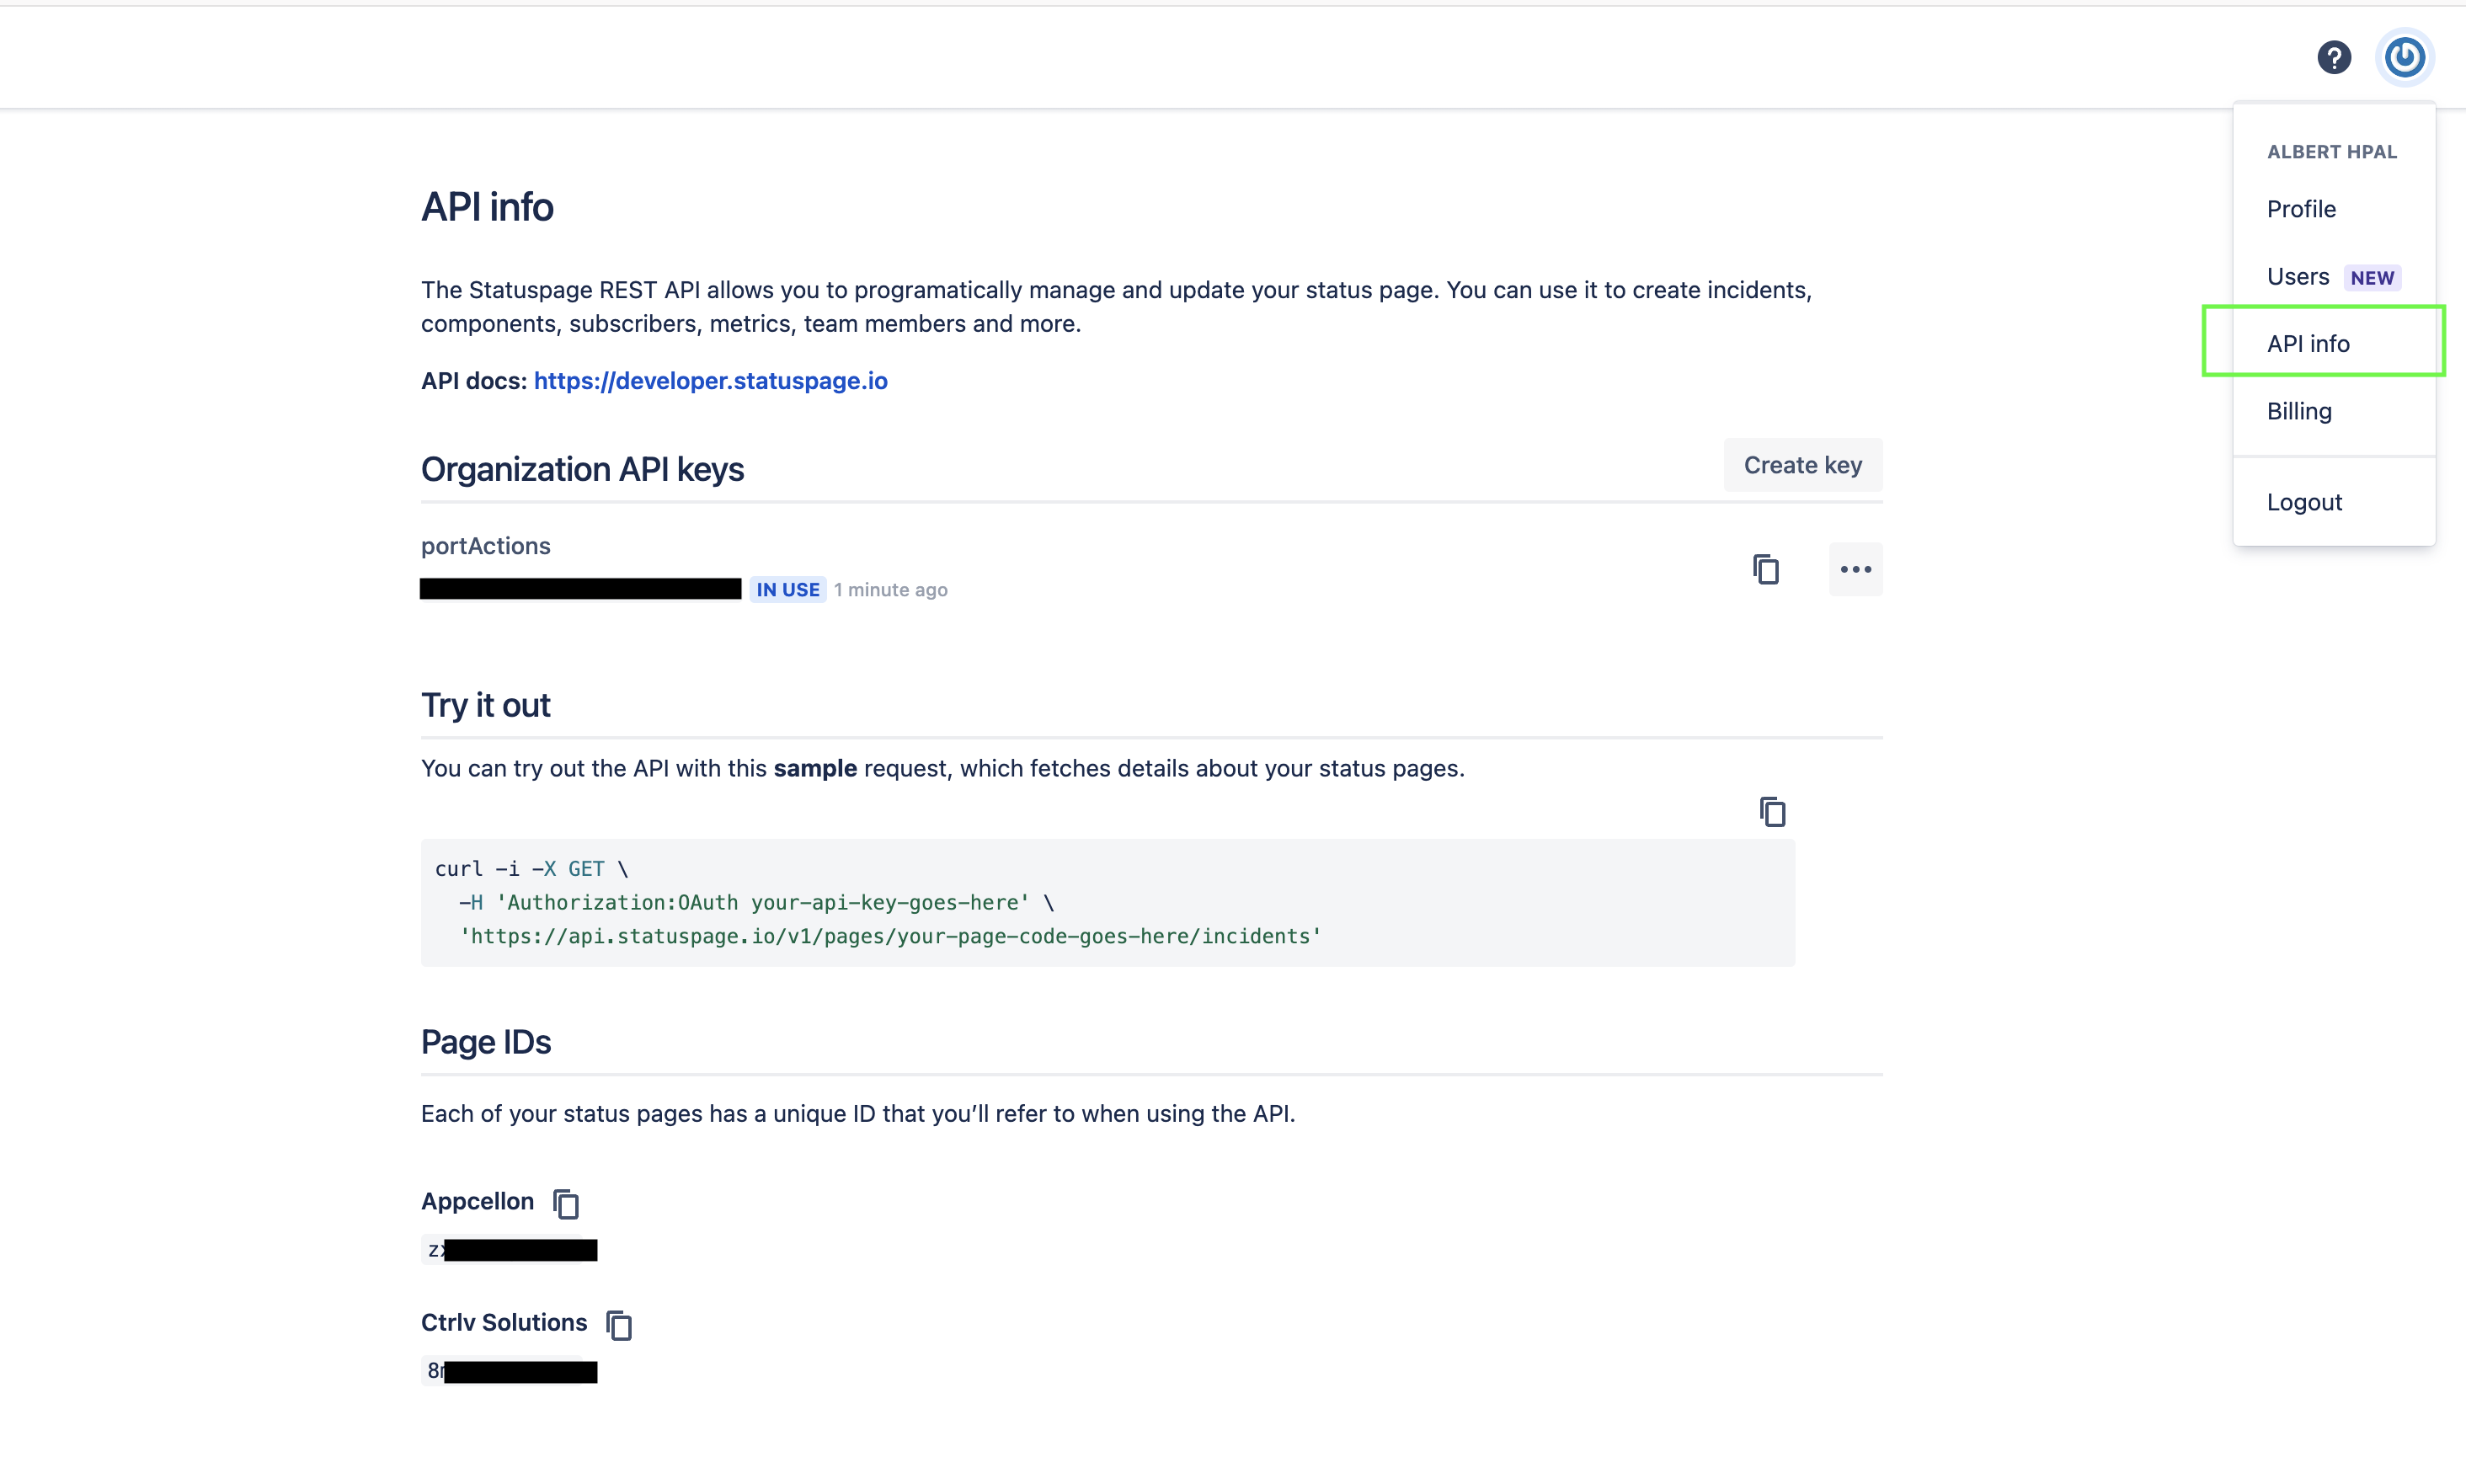 ?
ALBERT HPAL
Profile
Users NEW
API info
Billing
Logout
API info
The Statuspage REST API allows you to programatically manage and update your status page. You can use it to create incidents,
components, subscribers, metrics, team members and more.
API docs: https://developer.statuspage.io
Organization API keys
Create key
portActions
IN USE 1 minute ago
Try it out
You can try out the API with this sample request, which fetches details about your status pages.
curl -i -X GET \
-H 'Authorization:OAuth your-api-key-goes-here' \
'https://api.statuspage.io/v1/pages/your-page-code-goes-here/incidents'
Page IDs
Each of your status pages has a unique ID that you’ll refer to when using the API.
Appcellon
Ctrlv Solutions